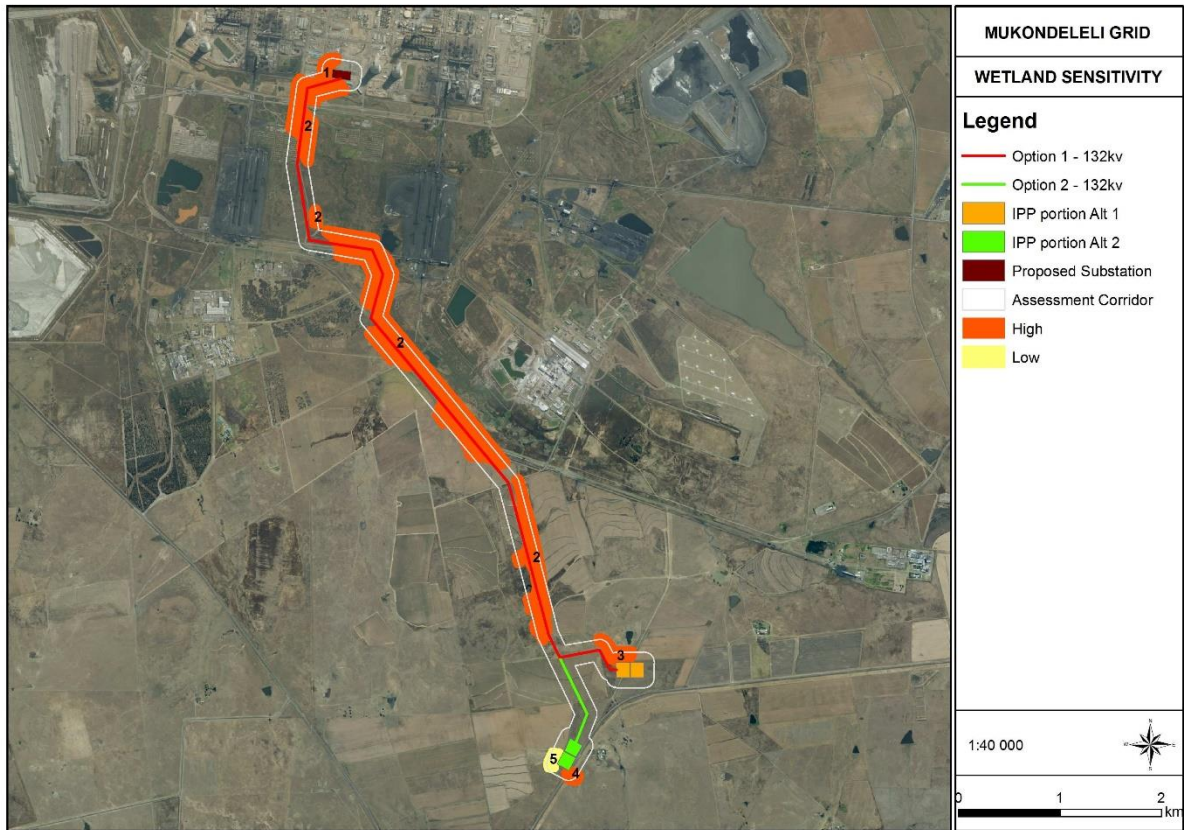 MUKONDELELI GRID
WETLAND SENSITIVITY
Legend
Option 1 - 132kv
Option 2 - 132kv
IPP portion Alt 1
IPP portion Alt 2
Proposed Substation
Assessment Corridor
High
Low
1:40 000
0 1 2
km
1
2
2
2
2
3
5
4